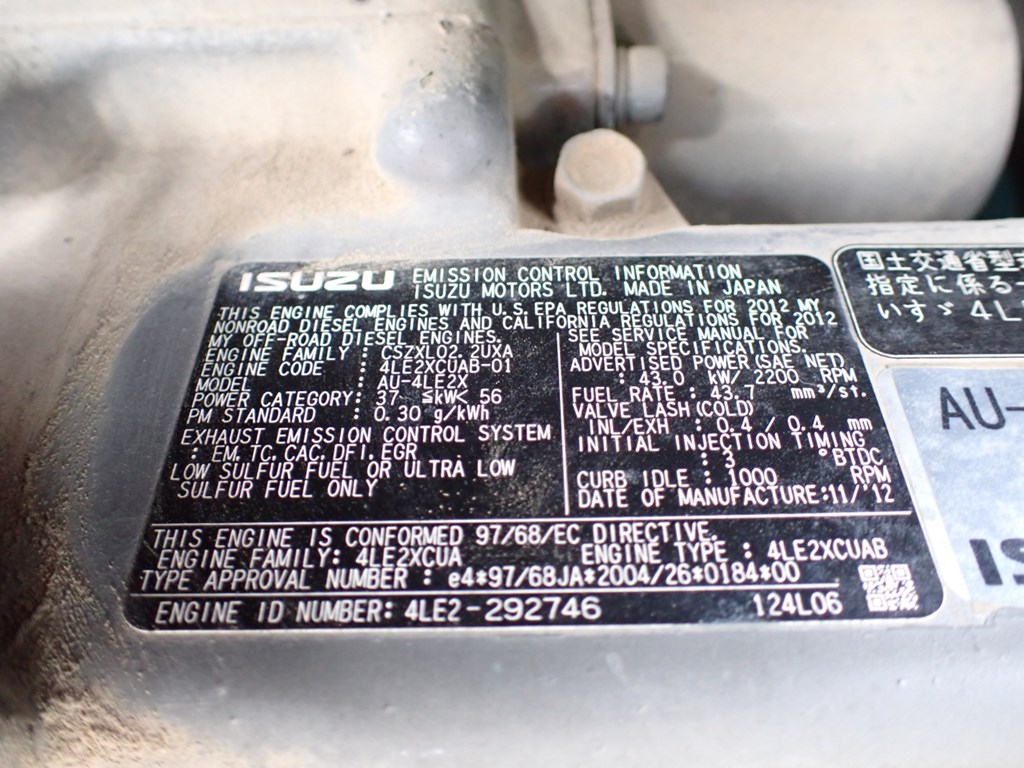 ISUZU EMISSION CONTROL INFORMATION
ISUZU MOTORS LTD. MADE IN JAPAN
THIS ENGINE COMPLIES WITH U.S.EPA REGULATIONS FOR 2012 MY
NONROAD DIESEL ENGINES AND CALIFORNIA REGULATIONS FOR 2012
MY OFF-ROAD DIESEL ENGINES.
ENGINE FAMILY : CSZXL02.2UXA
ENGINE CODE : 4LE2XCUAB-01
MODEL : AU-4LE2X
POWER CATEGORY: 37 ≦kW< 56
PM STANDARD : 0.30 g/kWh
EXHAUST EMISSION CONTROL SYSTEM
: EM, TC, CAC, DFI, EGR
LOW SULFUR FUEL OR ULTRA LOW
SULFUR FUEL ONLY
SEE SERVICE MANUAL FOR
MODEL SPECIFICATIONS.
ADVERTISED POWER (SAE NET)
: 43.0 kW/ 2200 RPM
FUEL RATE : 43.7 mm³/st.
VALVE LASH (COLD)
INL/EXH : 0.4 / 0.4 mm
INITIAL INJECTION TIMING
: 3 °BTDC
CURB IDLE : 1000 RPM
DATE OF MANUFACTURE:11/'12
THIS ENGINE IS CONFORMED 97/68/EC DIRECTIVE.
ENGINE FAMILY: 4LE2XCUA ENGINE TYPE : 4LE2XCUAB
TYPE APPROVAL NUMBER : e4*97/68JA*2004/26*0184*00
ENGINE ID NUMBER: 4LE2-292746 124L06
国土交通省型
指定に係る一
いすゞ 4L
AU-
IS